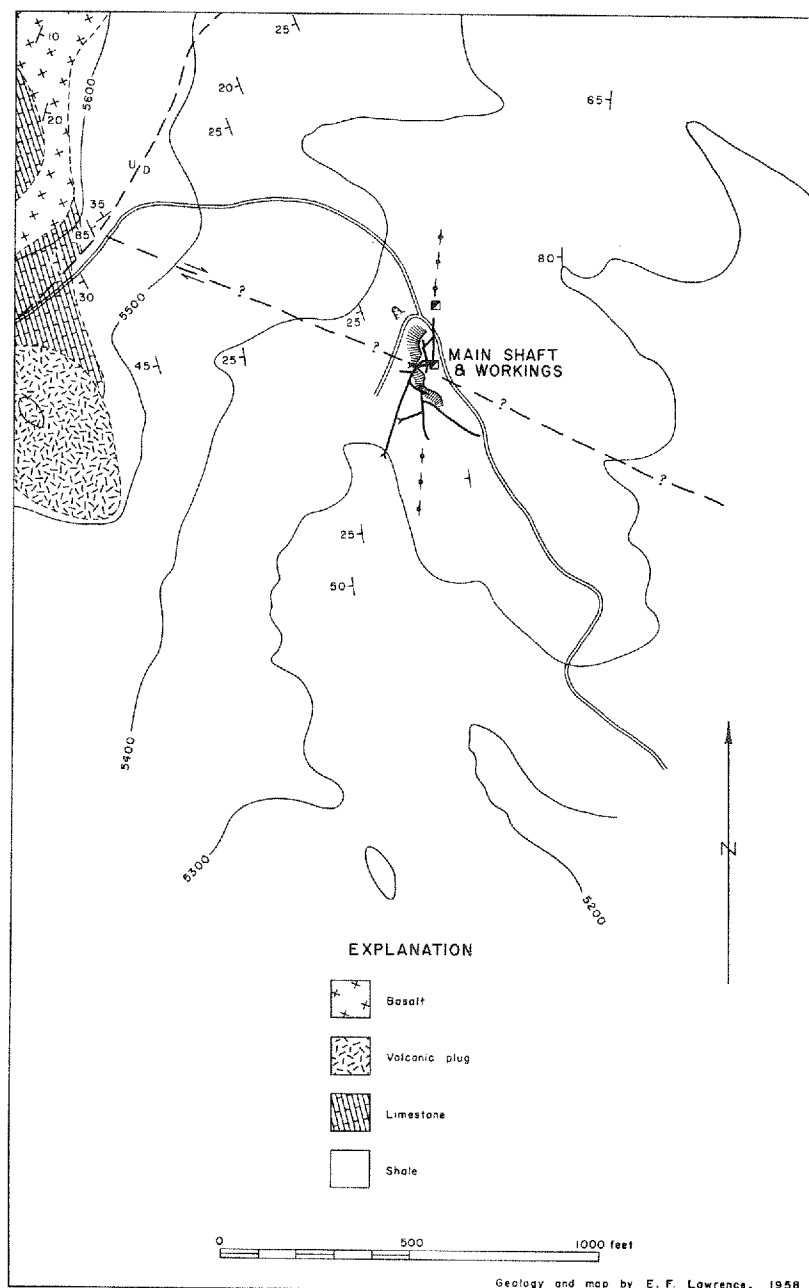 25
10
5600
20
65
25
20
U D
35
80
85
?
30
5500
25
A
?
45
25
MAIN SHAFT
& WORKINGS
?
?
25
50
5400
N
5300
5200
EXPLANATION
Basalt
Volcanic plug
Limestone
Shale
0 500 1000 feet
Geology and map by E. F. Lawrence, 1958